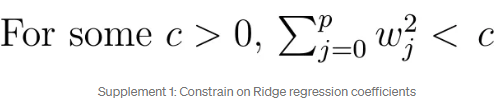 For some c > 0, ∑_{j=0}^{p} w_j^2 < c
Supplement 1: Constrain on Ridge regression coefficients